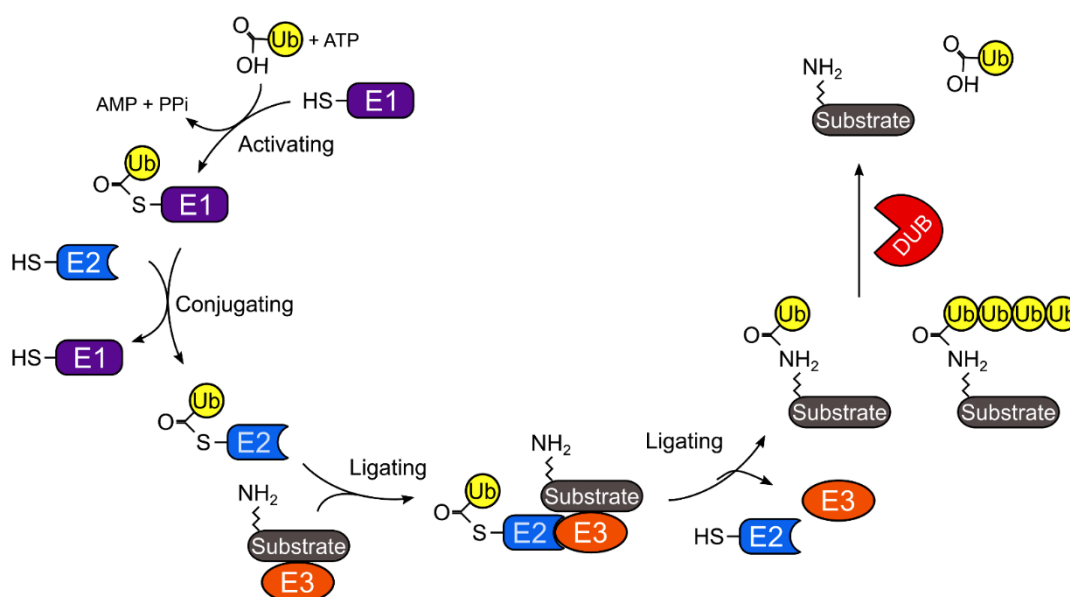 O
Ub + ATP
OH
AMP + PPi
HS E1
Activating
Ub
O
S E1
HS E2
Conjugating
HS E1
Ub
O
S E2
Ligating
NH2
Substrate
E3
NH2
Substrate
Ub
O
S E2 E3
Ligating
E3
HS E2
Ub
O
NH2
Substrate
Ub Ub Ub Ub
O
NH2
Substrate
DUB
NH2
Substrate
O
Ub
OH